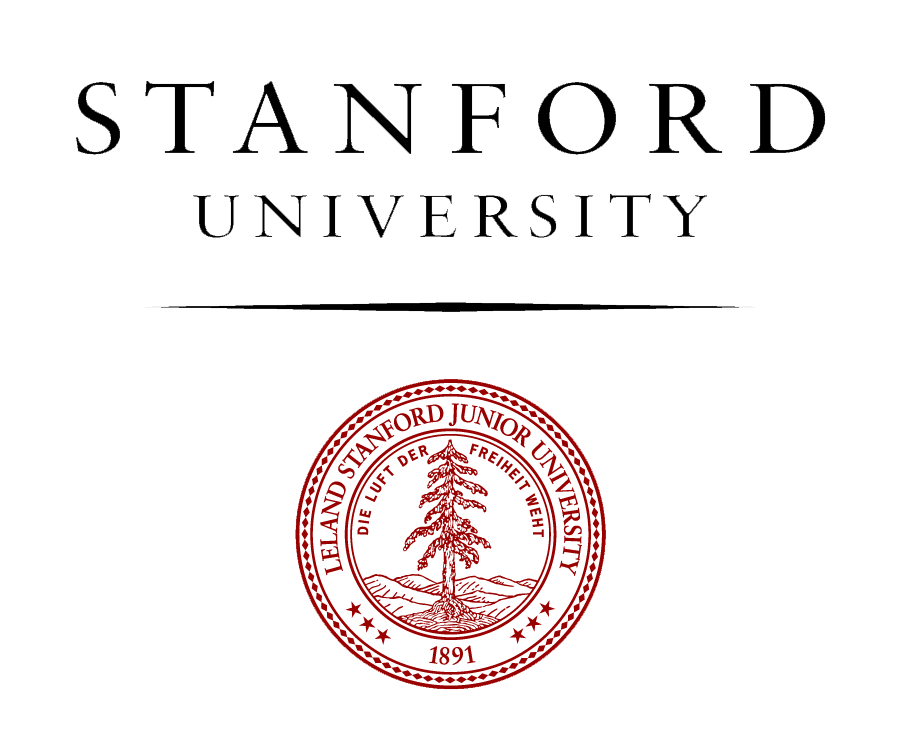 STANFORD
UNIVERSITY
LELAND STANFORD JUNIOR UNIVERSITY
DIE LUFT DER FREIHEIT WEHT
1891